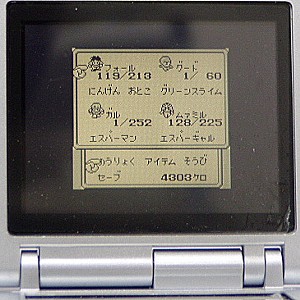 フォール グード
119/213 1/ 60
にんげん おとこ グリーンスライム
ガル ムァミル
1/252 128/225
エスパーマン エスパーギャル
のうりょく アイテム そうび
セーブ 4303ケロ